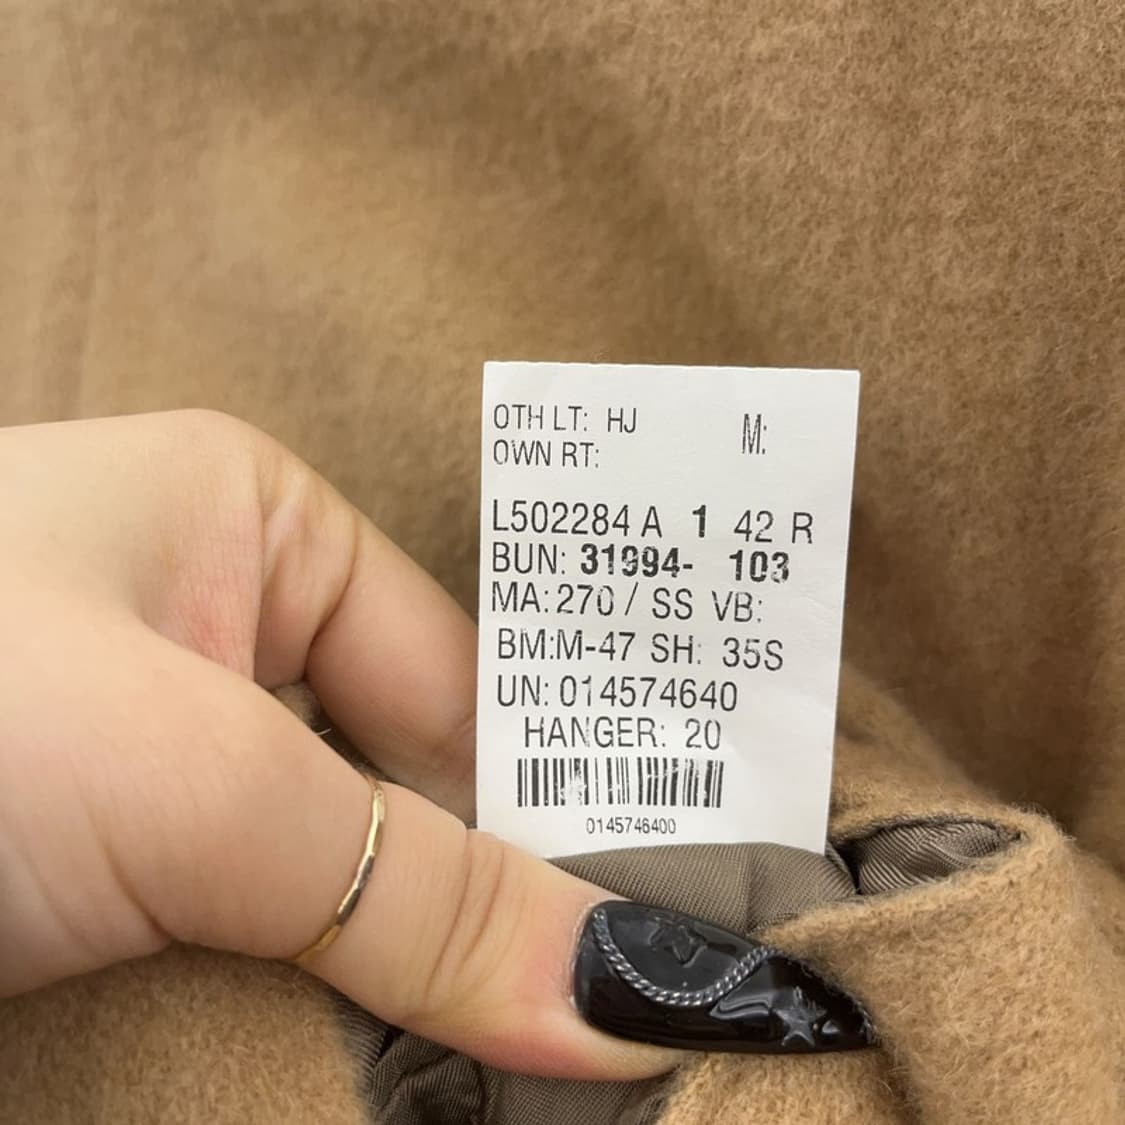 OTH LT: HJ M:
OWN RT:
L502284 A 1 42 R
BUN: 31994- 103
MA: 270 / SS VB:
BM:M-47 SH: 35S
UN: 014574640
HANGER: 20
0145746400